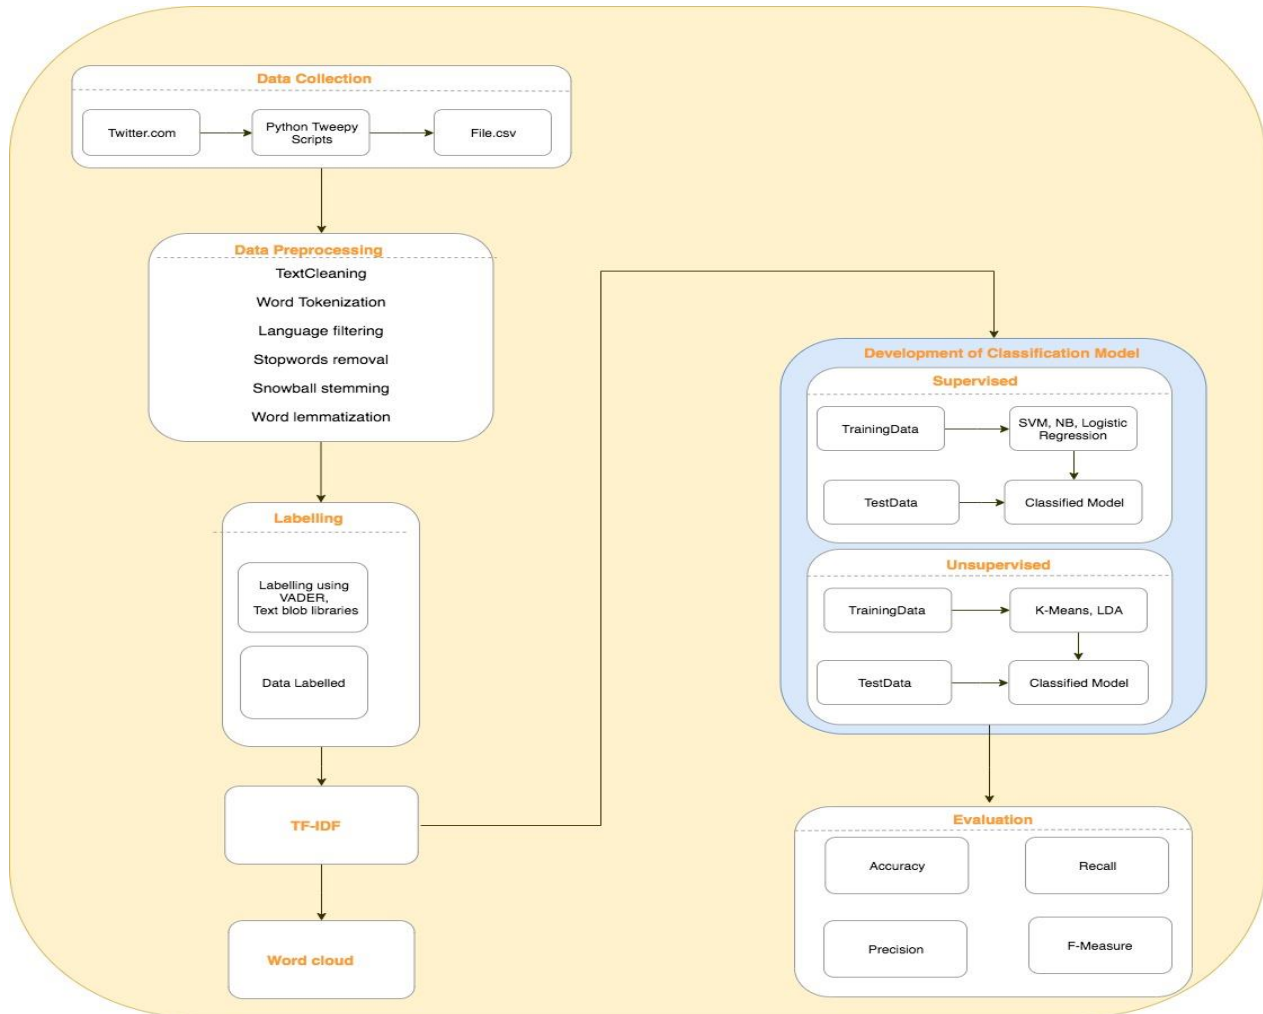 Data Collection
Twitter.com
Python Tweepy
Scripts
File.csv
Data Preprocessing
TextCleaning
Word Tokenization
Language filtering
Stopwords removal
Snowball stemming
Word lemmatization
Labelling
Labelling using
VADER,
Text blob libraries
Data Labelled
TF-IDF
Word cloud
Development of Classification Model
Supervised
TrainingData
SVM, NB, Logistic
Regression
TestData
Classified Model
Unsupervised
TrainingData
K-Means, LDA
TestData
Classified Model
Evaluation
Accuracy
Recall
Precision
F-Measure